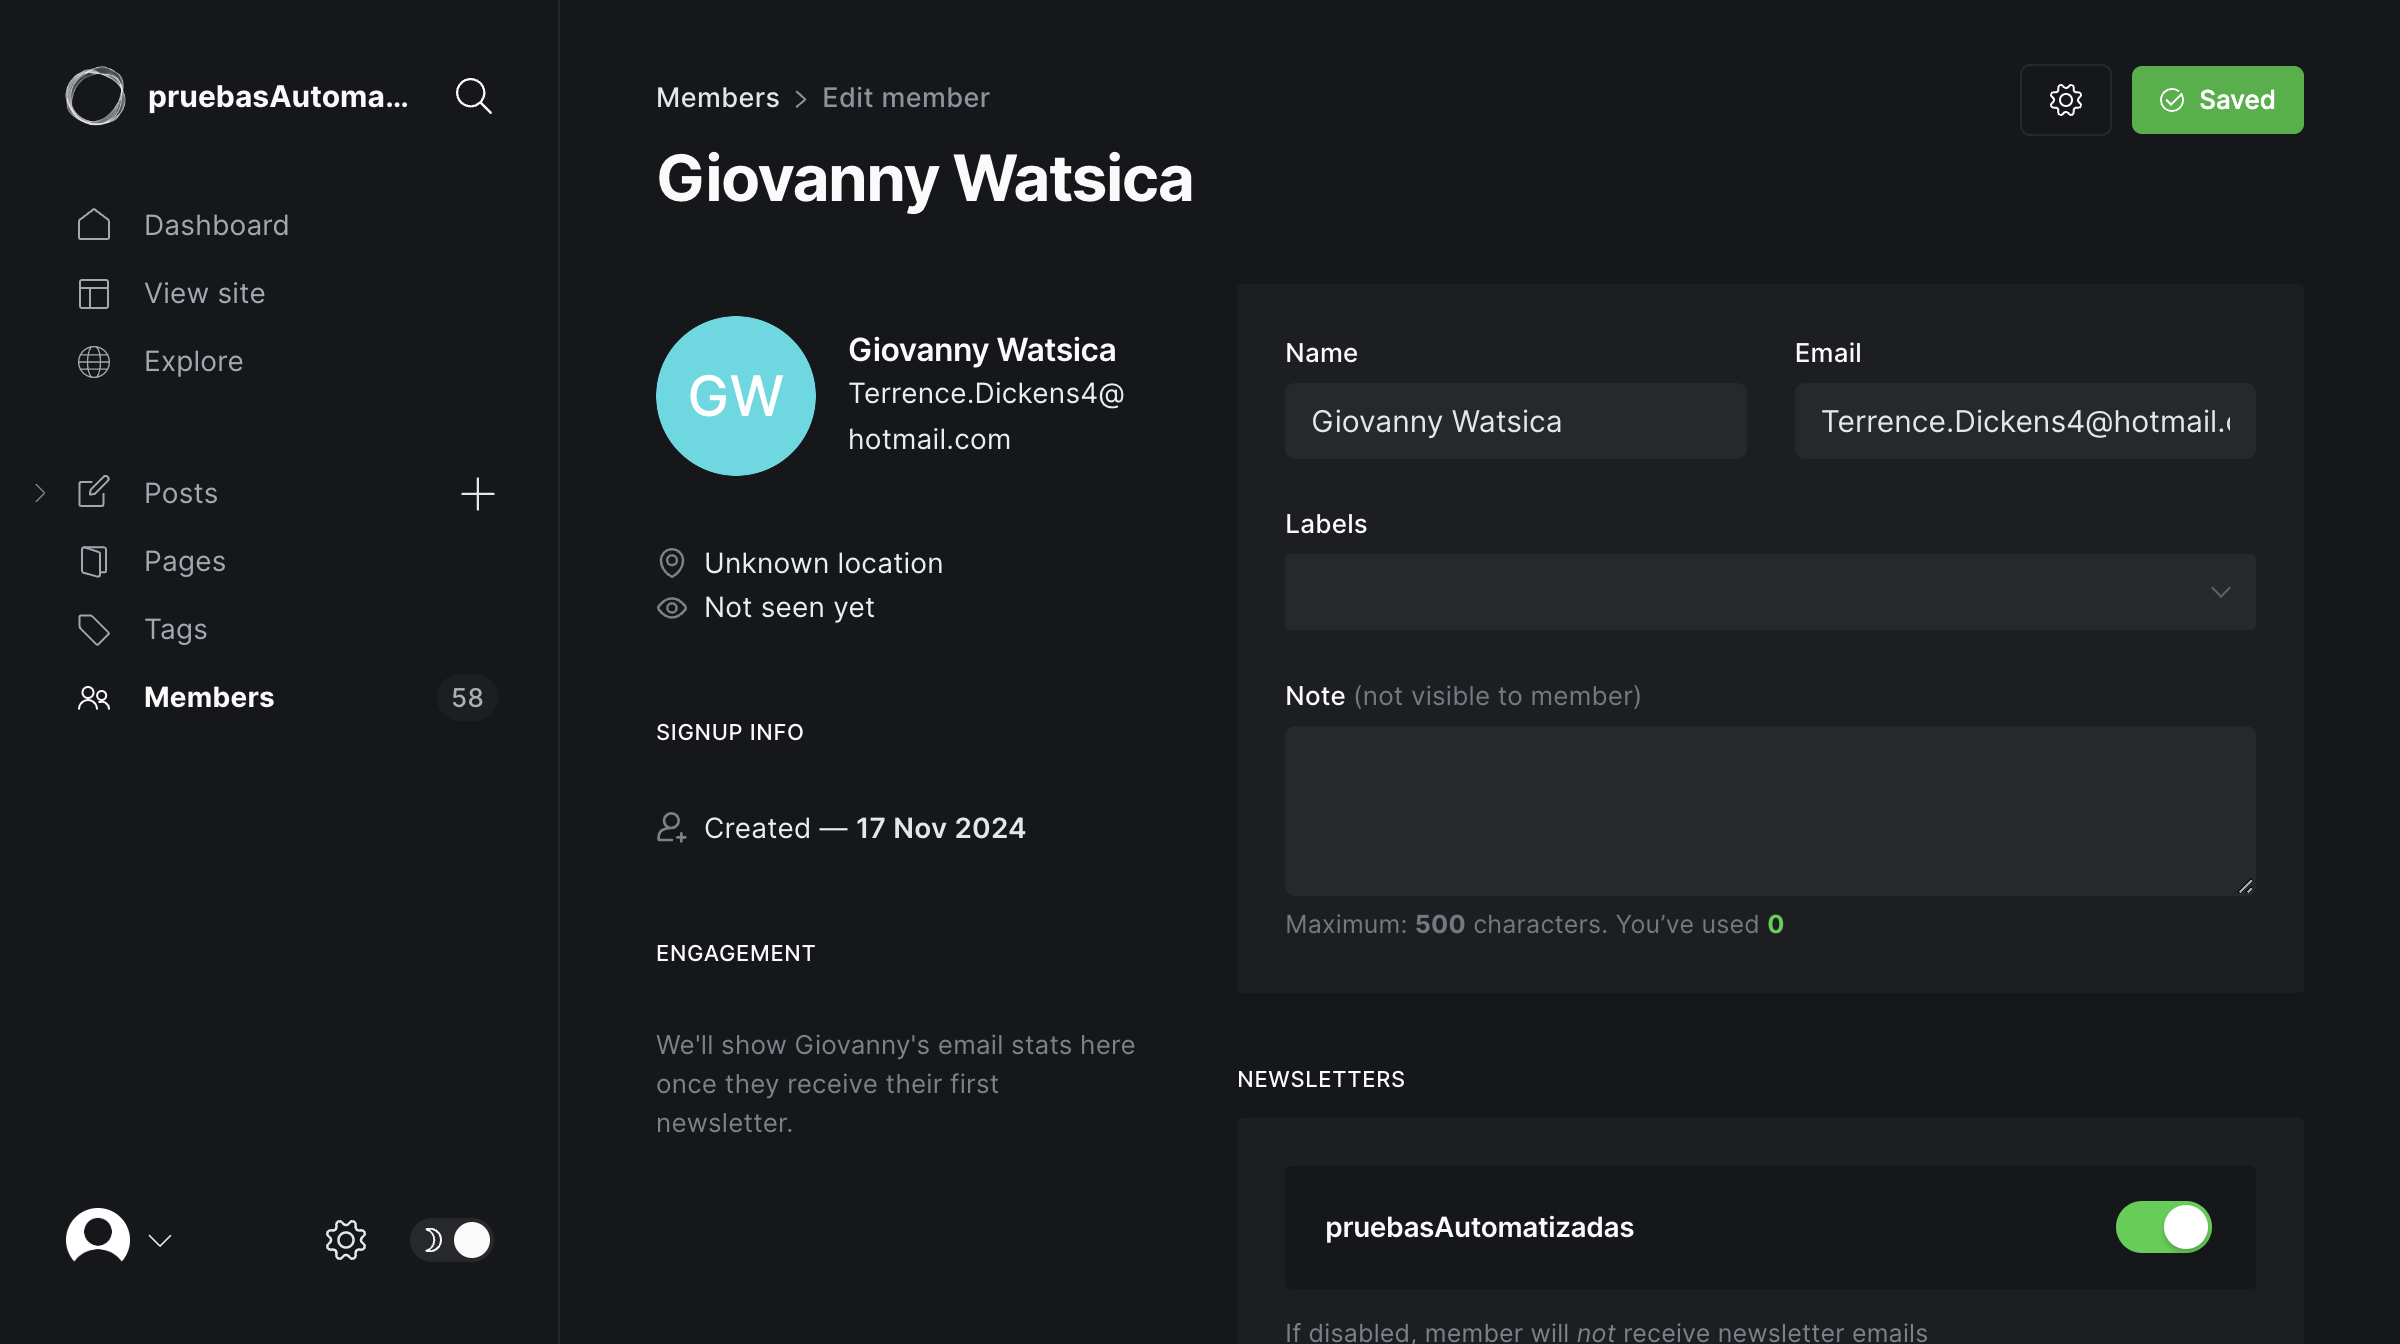 pruebasAutoma...
Dashboard
View site
Explore
Posts
Pages
Tags
Members
58
Members > Edit member
Saved
Giovanny Watsica
GW
Giovanny Watsica
Terrence.Dickens4@
hotmail.com
Unknown location
Not seen yet
SIGNUP INFO
Created — 17 Nov 2024
ENGAGEMENT
We'll show Giovanny's email stats here
once they receive their first
newsletter.
Name
Giovanny Watsica
Email
Terrence.Dickens4@hotmail.
Labels
Note (not visible to member)
Maximum: 500 characters. You’ve used 0
NEWSLETTERS
pruebasAutomatizadas
If disabled, member will not receive newsletter emails